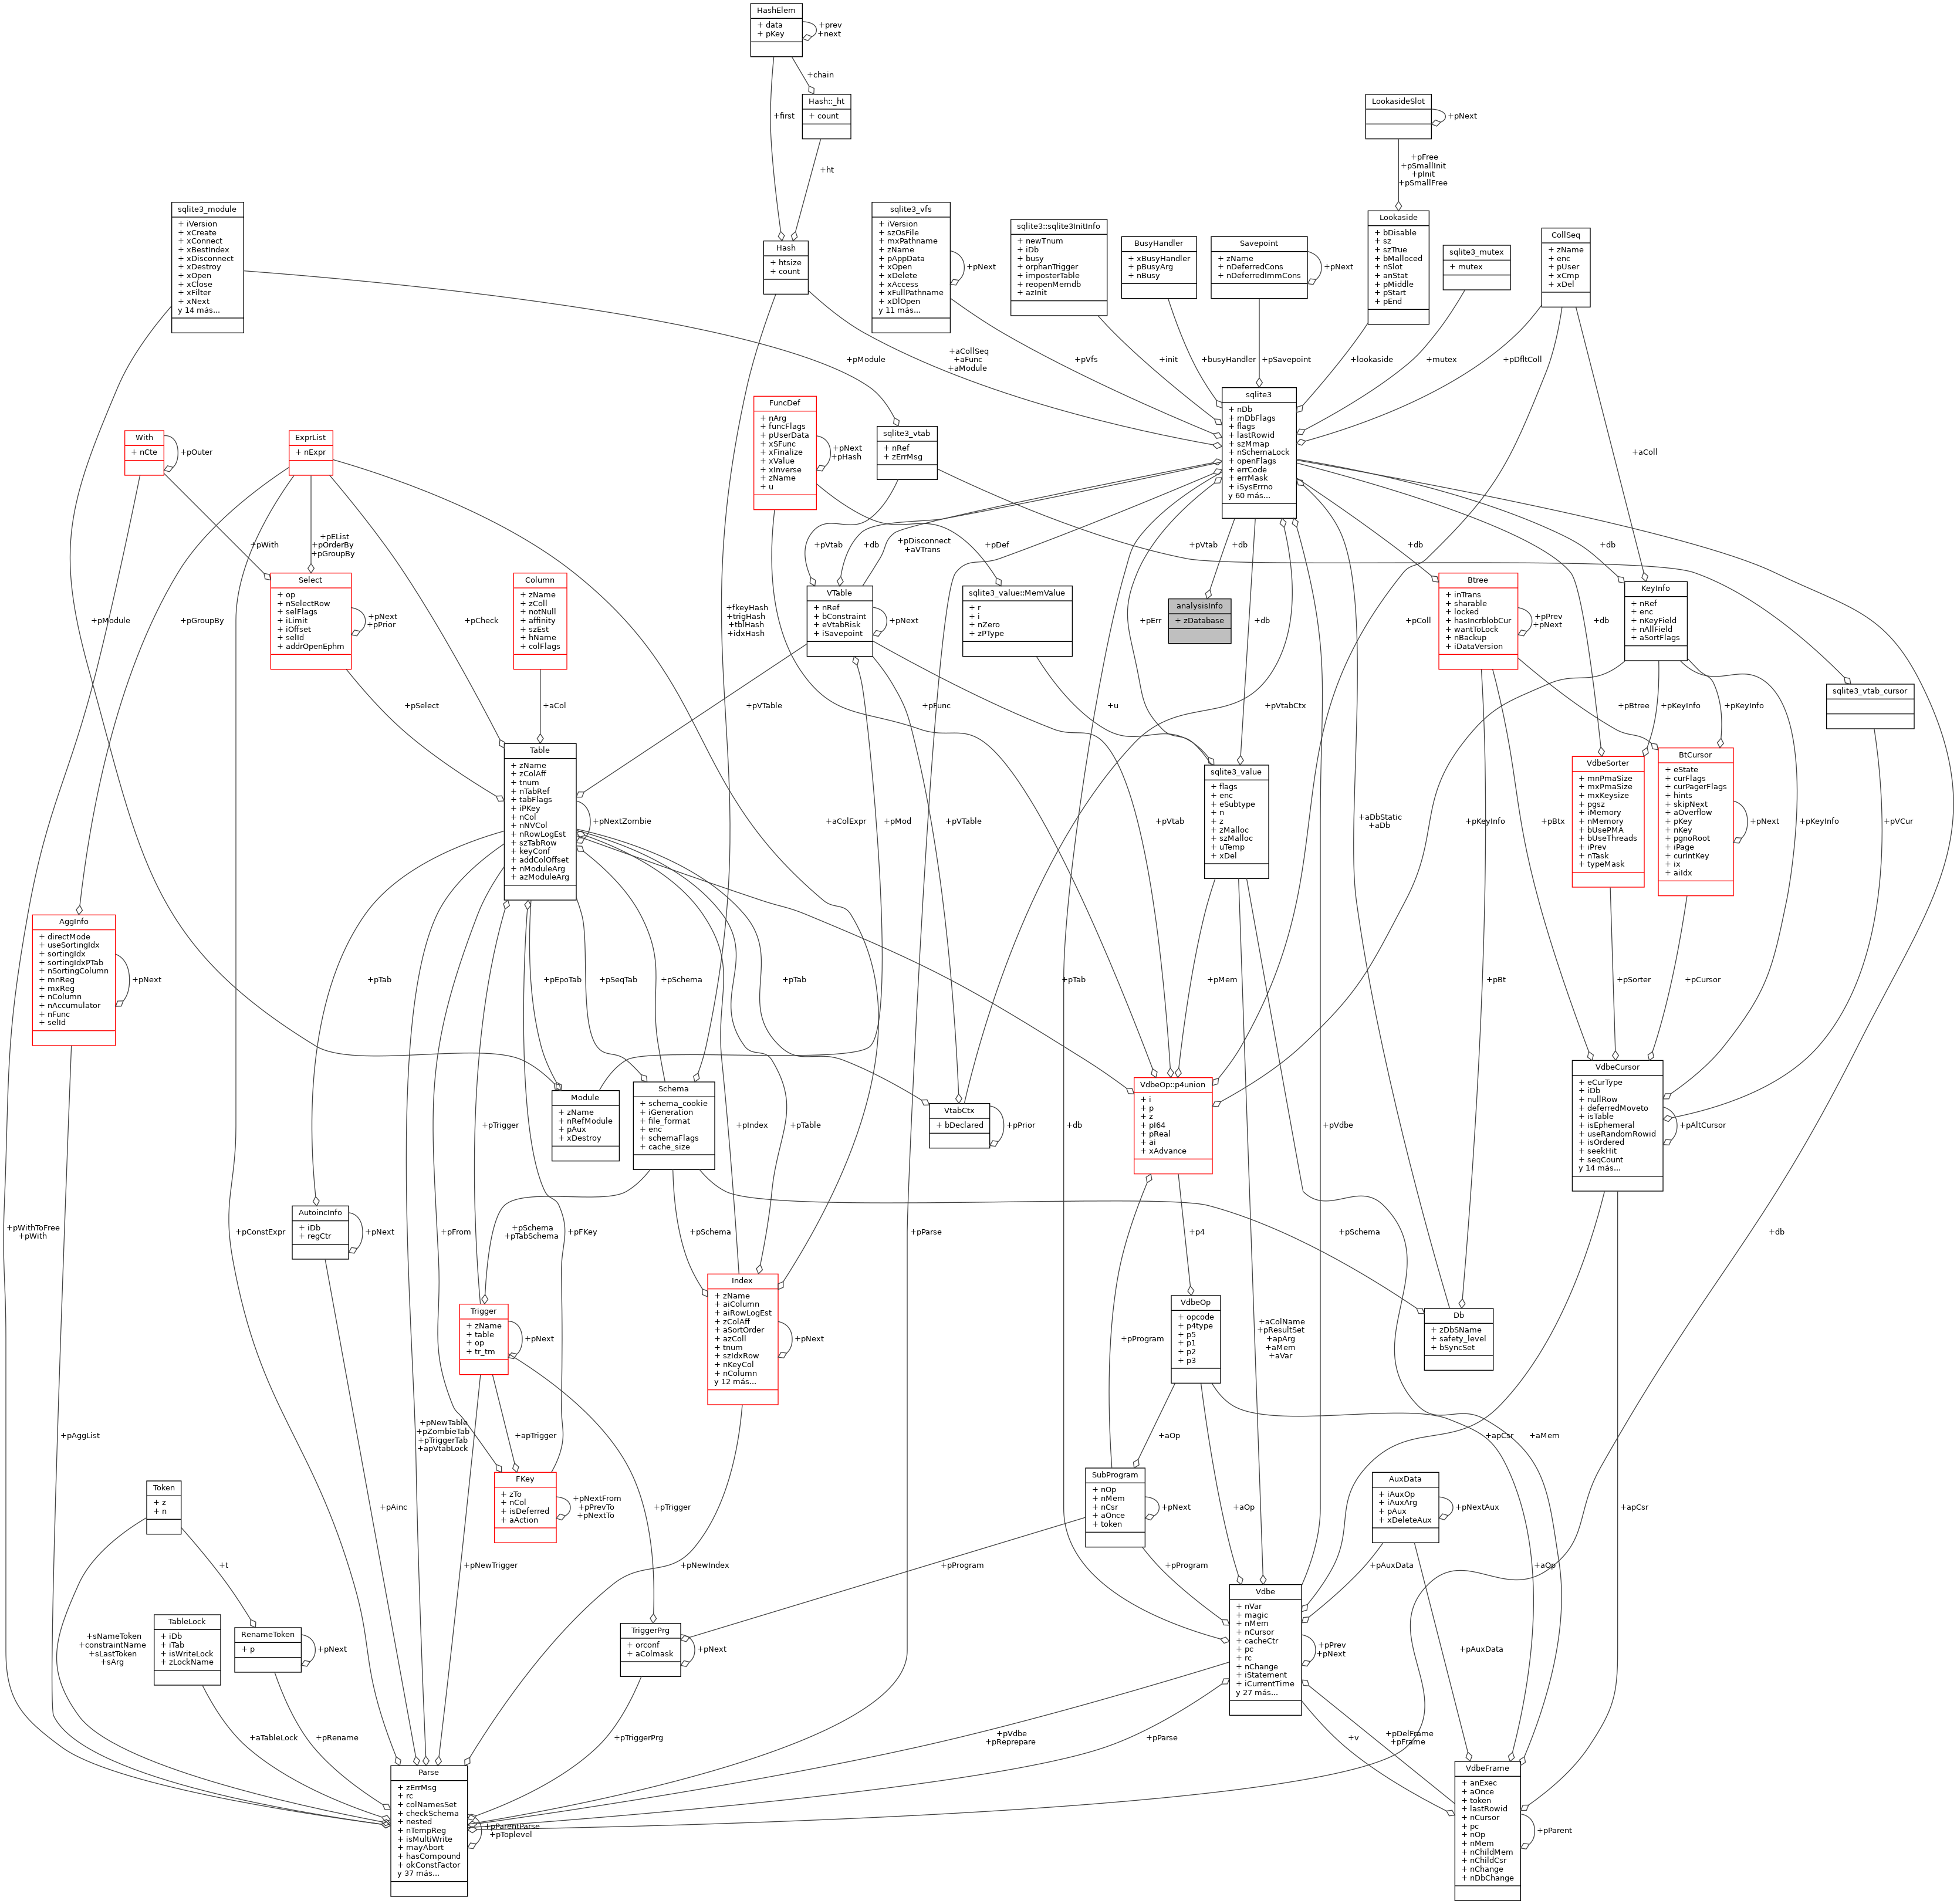 HashElem
+ data
+ pKey
+prev
+next
+chain
Hash::_ht
+ count
+first
+ht
LookasideSlot
+pNext
+pFree
+pSmallInit
+pInit
+pSmallFree
sqlite3_module
+ iVersion
+ xCreate
+ xConnect
+ xBestIndex
+ xDisconnect
+ xDestroy
+ xOpen
+ xClose
+ xFilter
+ xNext
y 14 más...
Hash
+ htsize
+ count
sqlite3_vfs
+ iVersion
+ szOsFile
+ mxPathname
+ zName
+ pAppData
+ xOpen
+ xDelete
+ xAccess
+ xFullPathname
+ xDlOpen
y 11 más...
+pNext
sqlite3::sqlite3InitInfo
+ newTnum
+ iDb
+ busy
+ orphanTrigger
+ imposterTable
+ reopenMemdb
+ azInit
BusyHandler
+ xBusyHandler
+ pBusyArg
+ nBusy
Savepoint
+ zName
+ nDeferredCons
+ nDeferredImmCons
+pNext
Lookaside
+ bDisable
+ sz
+ szTrue
+ bMalloced
+ nSlot
+ anStat
+ pMiddle
+ pStart
+ pEnd
sqlite3_mutex
+ mutex
CollSeq
+ zName
+ enc
+ pUser
+ xCmp
+ xDel
+pModule
+aCollSeq
+aFunc
+aModule
+pVfs
+init
+busyHandler
+pSavepoint
+lookaside
+mutex
+pDfltColl
sqlite3
+ nDb
+ mDbFlags
+ flags
+ lastRowid
+ szMmap
+ nSchemaLock
+ openFlags
+ errCode
+ errMask
+ iSysErrno
y 60 más...
FuncDef
+ nArg
+ funcFlags
+ pUserData
+ xSFunc
+ xFinalize
+ xValue
+ xInverse
+ zName
+ u
+pNext
+pHash
sqlite3_vtab
+ nRef
+ zErrMsg
With
+ nCte
+pOuter
ExprList
+ nExpr
+aColl
+pWith
+pEList
+pOrderBy
+pGroupBy
+pVtab
+db
+pDisconnect
+aVTrans
+pDef
+db
+pVtab
+db
+db
Select
+ op
+ nSelectRow
+ selFlags
+ iLimit
+ iOffset
+ selId
+ addrOpenEphm
+pNext
+pPrior
Column
+ zName
+ zColl
+ notNull
+ affinity
+ szEst
+ hName
+ colFlags
VTable
+ nRef
+ bConstraint
+ eVtabRisk
+ iSavepoint
+pNext
sqlite3_value::MemValue
+ r
+ i
+ nZero
+ zPType
analysisInfo
+ zDatabase
Btree
+ inTrans
+ sharable
+ locked
+ hasIncrblobCur
+ wantToLock
+ nBackup
+ iDataVersion
+pPrev
+pNext
KeyInfo
+ nRef
+ enc
+ nKeyField
+ nAllField
+ aSortFlags
+pModule
+pGroupBy
+pCheck
+fkeyHash
+trigHash
+tblHash
+idxHash
+pErr
+db
+pColl
+db
sqlite3_vtab_cursor
+pSelect
+aCol
+pVTable
+pFunc
+u
+pVtabCtx
+pBtree
+pKeyInfo
+pKeyInfo
Table
+ zName
+ zColAff
+ tnum
+ nTabRef
+ tabFlags
+ iPKey
+ nCol
+ nNVCol
+ nRowLogEst
+ szTabRow
+ keyConf
+ addColOffset
+ nModuleArg
+ azModuleArg
+pNextZombie
sqlite3_value
+ flags
+ enc
+ eSubtype
+ n
+ z
+ zMalloc
+ szMalloc
+ uTemp
+ xDel
VdbeSorter
+ mnPmaSize
+ mxPmaSize
+ mxKeysize
+ pgsz
+ iMemory
+ nMemory
+ bUsePMA
+ bUseThreads
+ iPrev
+ nTask
+ typeMask
BtCursor
+ eState
+ curFlags
+ curPagerFlags
+ hints
+ skipNext
+ aOverflow
+ pKey
+ nKey
+ pgnoRoot
+ iPage
+ curIntKey
+ ix
+ aiIdx
+pNext
+aColExpr
+pMod
+pVTable
+pVtab
+aDbStatic
+aDb
+pKeyInfo
+pBtx
+pKeyInfo
+pVCur
AggInfo
+ directMode
+ useSortingIdx
+ sortingIdx
+ sortingIdxPTab
+ nSortingColumn
+ mnReg
+ mxReg
+ nColumn
+ nAccumulator
+ nFunc
+ selId
+pNext
+pTab
+pEpoTab
+pSeqTab
+pSchema
+pTab
+pTab
+pMem
+pBt
+pSorter
+pCursor
Module
+ zName
+ nRefModule
+ pAux
+ xDestroy
Schema
+ schema_cookie
+ iGeneration
+ file_format
+ enc
+ schemaFlags
+ cache_size
VtabCtx
+ bDeclared
+pPrior
VdbeOp::p4union
+ i
+ p
+ z
+ pI64
+ pReal
+ ai
+ xAdvance
VdbeCursor
+ eCurType
+ iDb
+ nullRow
+ deferredMoveto
+ isTable
+ isEphemeral
+ useRandomRowid
+ isOrdered
+ seekHit
+ seqCount
y 14 más...
+pAltCursor
+pTrigger
+pIndex
+pTable
+db
+pVdbe
+pWithToFree
+pWith
+pConstExpr
AutoincInfo
+ iDb
+ regCtr
+pNext
+pFrom
+pSchema
+pTabSchema
+pFKey
+pSchema
+pParse
+p4
+pSchema
+db
Trigger
+ zName
+ table
+ op
+ tr_tm
+pNext
Index
+ zName
+ aiColumn
+ aiRowLogEst
+ zColAff
+ aSortOrder
+ azColl
+ tnum
+ szIdxRow
+ nKeyCol
+ nColumn
y 12 más...
+pNext
+pProgram
VdbeOp
+ opcode
+ p4type
+ p5
+ p1
+ p2
+ p3
+aColName
+pResultSet
+apArg
+aMem
+aVar
Db
+ zDbSName
+ safety_level
+ bSyncSet
+pAggList
+pNewTable
+pZombieTab
+pTriggerTab
+apVtabLock
+apTrigger
+aOp
+apCsr
+aMem
Token
+ z
+ n
+pAinc
FKey
+ zTo
+ nCol
+ isDeferred
+ aAction
+pNextFrom
+pPrevTo
+pNextTo
+pTrigger
SubProgram
+ nOp
+ nMem
+ nCsr
+ aOnce
+ token
+pNext
+aOp
AuxData
+ iAuxOp
+ iAuxArg
+ pAux
+ xDeleteAux
+pNextAux
+apCsr
+t
+pNewTrigger
+pNewIndex
+pProgram
+pProgram
+pAuxData
+aOp
+sNameToken
+constraintName
+sLastToken
+sArg
TableLock
+ iDb
+ iTab
+ isWriteLock
+ zLockName
RenameToken
+ p
+pNext
TriggerPrg
+ orconf
+ aColmask
+pNext
Vdbe
+ nVar
+ magic
+ nMem
+ nCursor
+ cacheCtr
+ pc
+ rc
+ nChange
+ iStatement
+ iCurrentTime
y 27 más...
+pPrev
+pNext
+pAuxData
+aTableLock
+pRename
+pTriggerPrg
+pVdbe
+pReprepare
+pParse
+v
+pDelFrame
+pFrame
Parse
+ zErrMsg
+ rc
+ colNamesSet
+ checkSchema
+ nested
+ nTempReg
+ isMultiWrite
+ mayAbort
+ hasCompound
+ okConstFactor
y 37 más...
+pParentParse
+pToplevel
VdbeFrame
+ anExec
+ aOnce
+ token
+ lastRowid
+ nCursor
+ pc
+ nOp
+ nMem
+ nChildMem
+ nChildCsr
+ nChange
+ nDbChange
+pParent